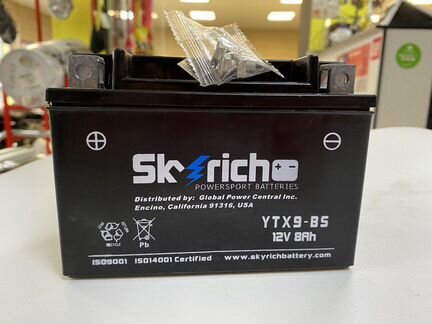 Skyrich
POWERSPORT BATTERIES
Distributed by: Global Power Central Inc.
Encino, California 91316, USA
YTX9-BS
12V 8Ah
RECYCLE
Pb
ISO9001 ISO14001 Certified www.skyrichbattery.com